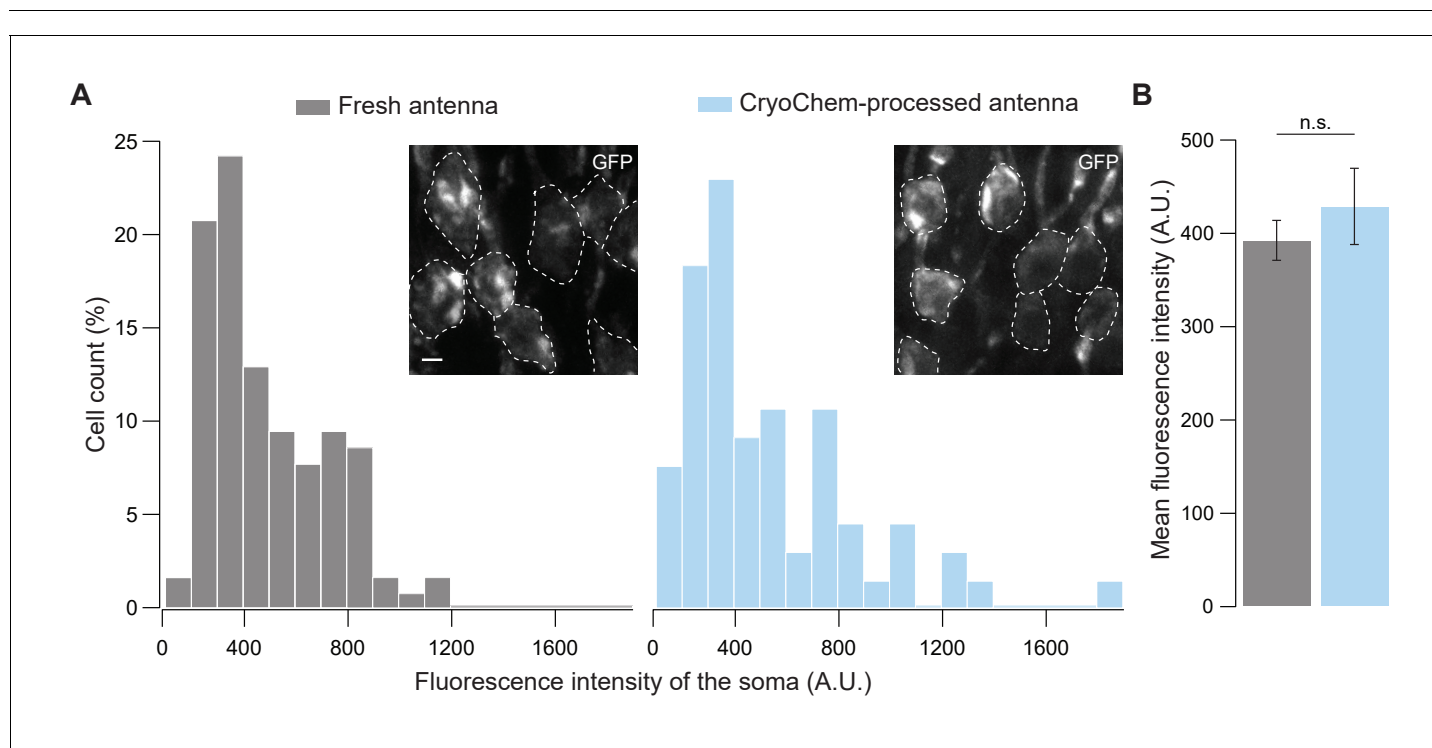 A
Fresh antenna
CryoChem-processed antenna
B
GFP
GFP
n.s.
Cell count (%)
25
20
15
10
5
0
0 400 800 1200 1600
0 400 800 1200 1600
Fluorescence intensity of the soma (A.U.)
Mean fluorescence intensity (A.U.)
500
400
300
200
100
0